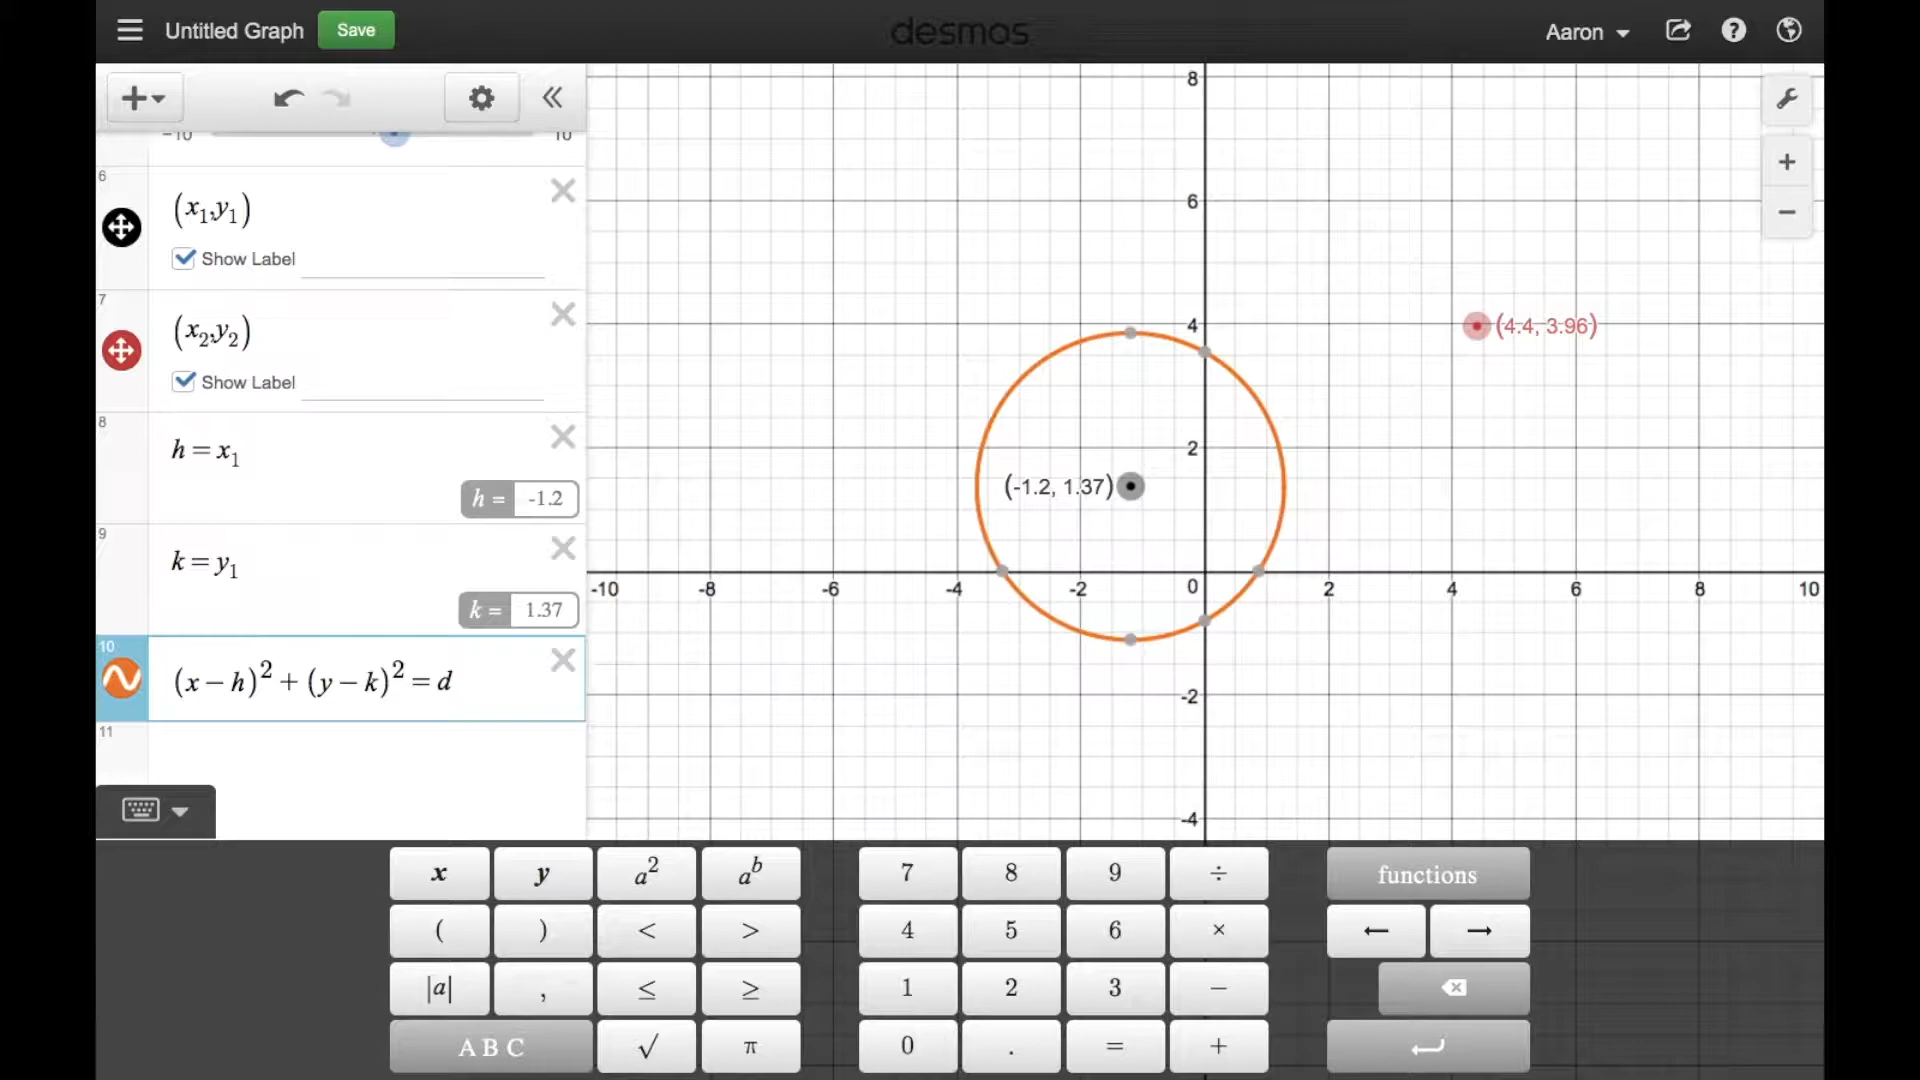 Untitled Graph Save desmos Aaron ?
-10 10
6
(x₁,y₁)
Show Label
7
(x₂,y₂)
Show Label
8
h = x₁
h = -1.2
9
k = y₁
k = 1.37
10
(x − h)² + (y − k)² = d
11
8
6
4
2
0
-2
-4
-10 -8 -6 -4 -2 2 4 6 8 10
(4.4, 3.96)
(-1.2, 1.37)
+
−
x y a² aᵇ 7 8 9 ÷ functions
( ) < > 4 5 6 × ← →
|a| , ≤ ≥ 1 2 3 −
A B C √ π 0 . = +